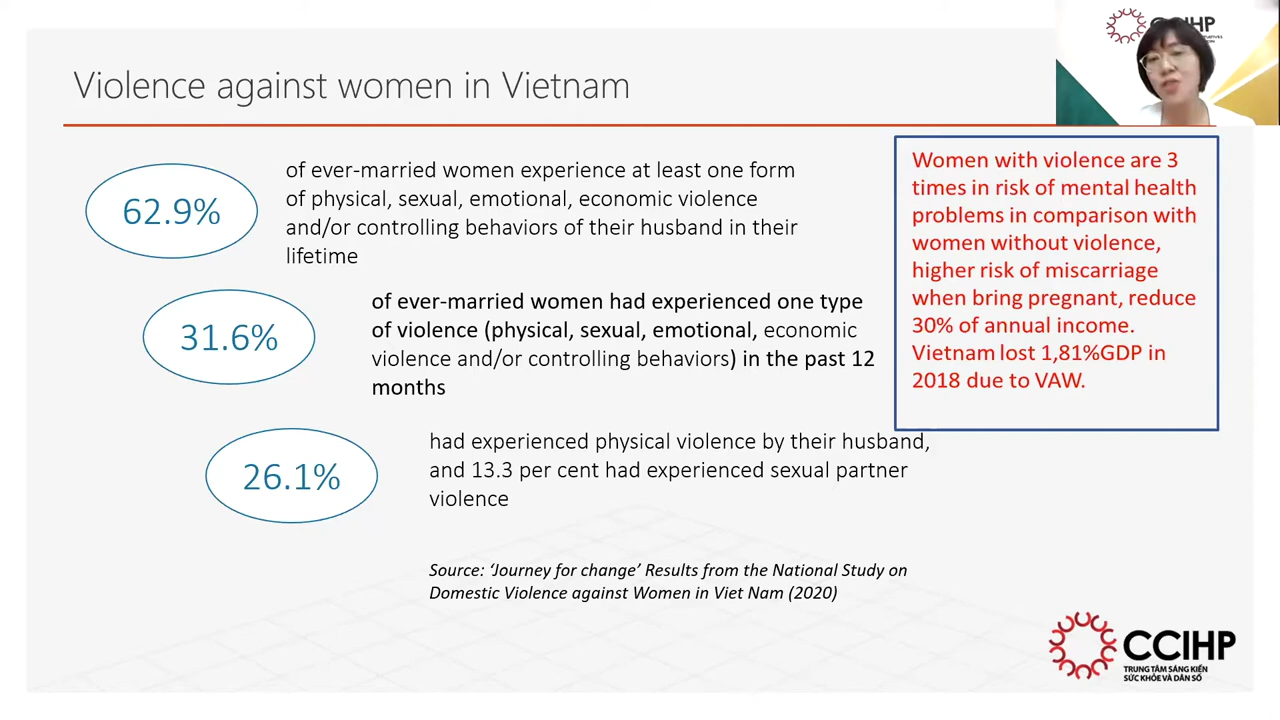 Violence against women in Vietnam
62.9%
of ever-married women experience at least one form
of physical, sexual, emotional, economic violence
and/or controlling behaviors of their husband in their
lifetime
31.6%
of ever-married women had experienced one type
of violence (physical, sexual, emotional, economic
violence and/or controlling behaviors) in the past 12
months
26.1%
had experienced physical violence by their husband,
and 13.3 per cent had experienced sexual partner
violence
Source: ‘Journey for change’ Results from the National Study on
Domestic Violence against Women in Viet Nam (2020)
CCIHP
Women with violence are 3
times in risk of mental health
problems in comparison with
women without violence,
higher risk of miscarriage
when bring pregnant, reduce
30% of annual income.
Vietnam lost 1,81%GDP in
2018 due to VAW.
CCIHP
TRUNG TÂM SÁNG KIẾN
SỨC KHỎE VÀ DÂN SỐ